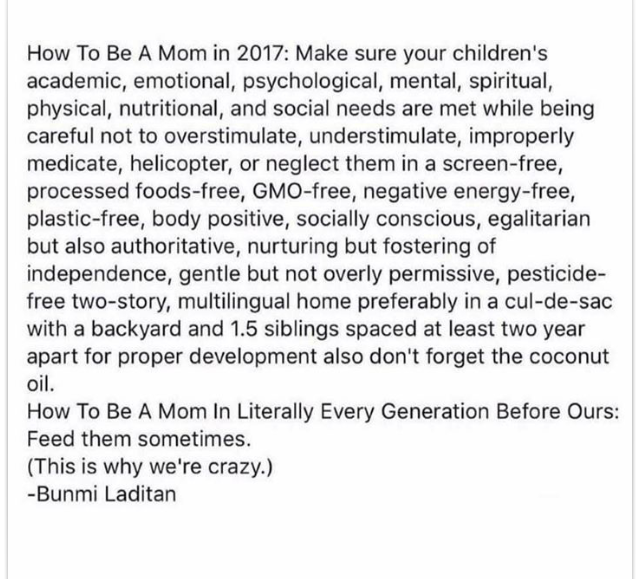 How To Be A Mom in 2017: Make sure your children's
academic, emotional, psychological, mental, spiritual,
physical, nutritional, and social needs are met while being
careful not to overstimulate, understimulate, improperly
medicate, helicopter, or neglect them in a screen-free,
processed foods-free, GMO-free, negative energy-free,
plastic-free, body positive, socially conscious, egalitarian
but also authoritative, nurturing but fostering of
independence, gentle but not overly permissive, pesticide-
free two-story, multilingual home preferably in a cul-de-sac
with a backyard and 1.5 siblings spaced at least two year
apart for proper development also don't forget the coconut
oil.
How To Be A Mom In Literally Every Generation Before Ours:
Feed them sometimes.
(This is why we're crazy.)
-Bunmi Laditan